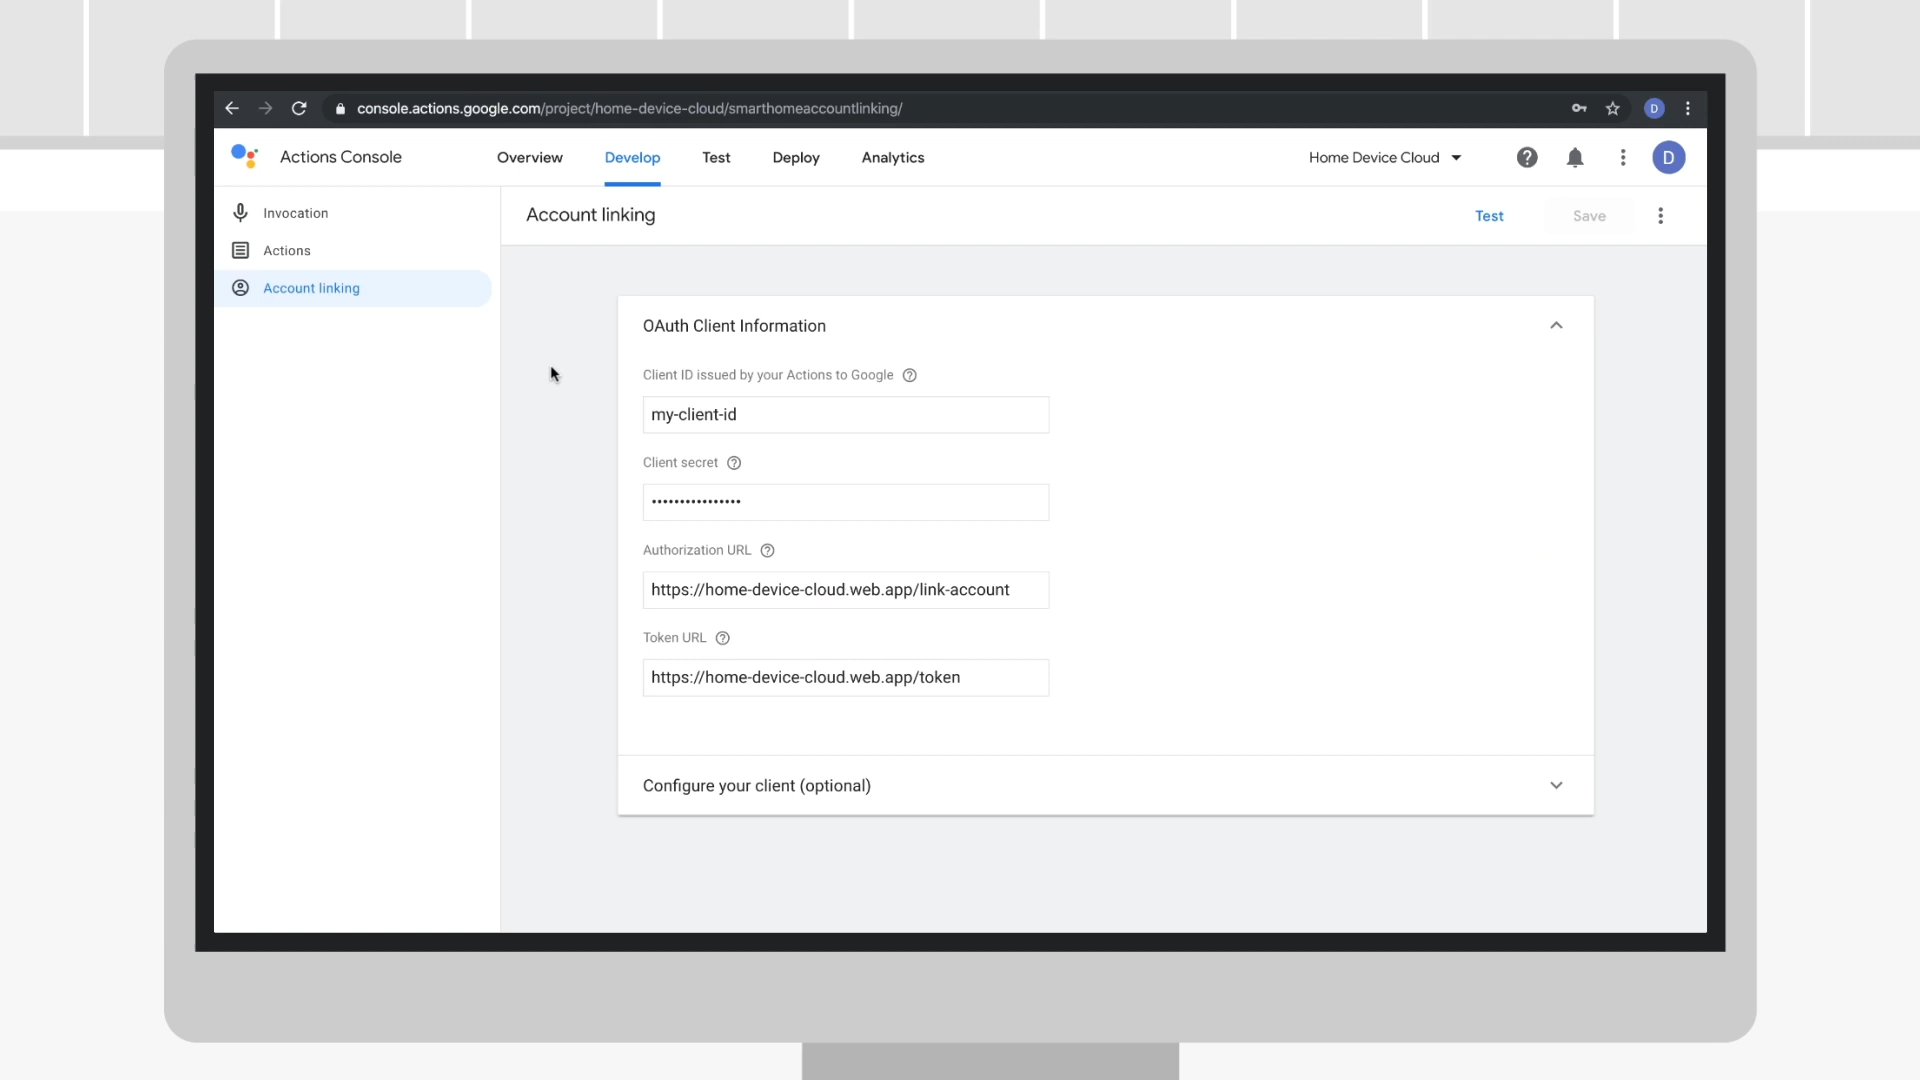 console.actions.google.com/project/home-device-cloud/smarthomeaccountlinking/
D
Actions Console
Overview
Develop
Test
Deploy
Analytics
Home Device Cloud
D
Invocation
Actions
Account linking
Account linking
Test
Save
OAuth Client Information
Client ID issued by your Actions to Google
my-client-id
Client secret
••••••••••••••••
Authorization URL
https://home-device-cloud.web.app/link-account
Token URL
https://home-device-cloud.web.app/token
Configure your client (optional)